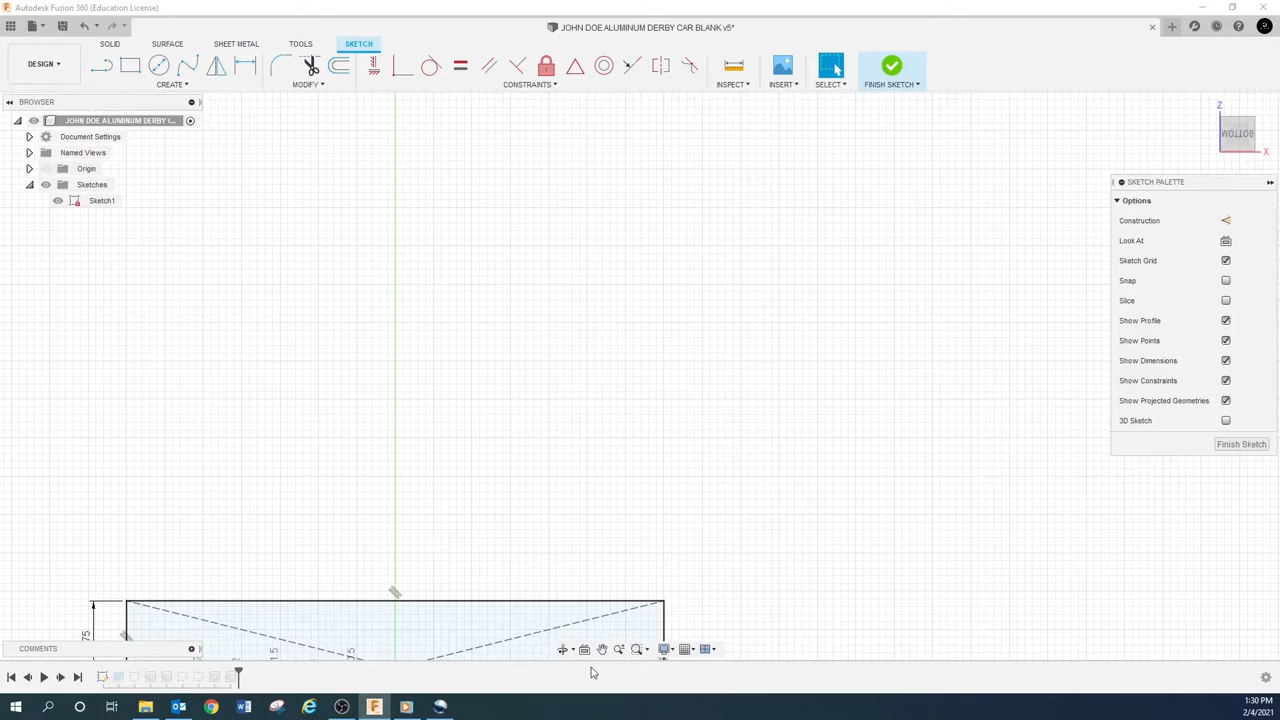 Autodesk Fusion 360 (Education License)
JOHN DOE ALUMINUM DERBY CAR BLANK v5*
SOLID
SURFACE
SHEET METAL
TOOLS
SKETCH
DESIGN
CREATE
MODIFY
CONSTRAINTS
INSPECT
INSERT
SELECT
FINISH SKETCH
BROWSER
JOHN DOE ALUMINUM DERBY (...
Document Settings
Named Views
Origin
Sketches
Sketch1
Z
BOTTOM
X
SKETCH PALETTE
Options
Construction
Look At
Sketch Grid
Snap
Slice
Show Profile
Show Points
Show Dimensions
Show Constraints
Show Projected Geometries
3D Sketch
Finish Sketch
COMMENTS
1:30 PM
2/4/2021